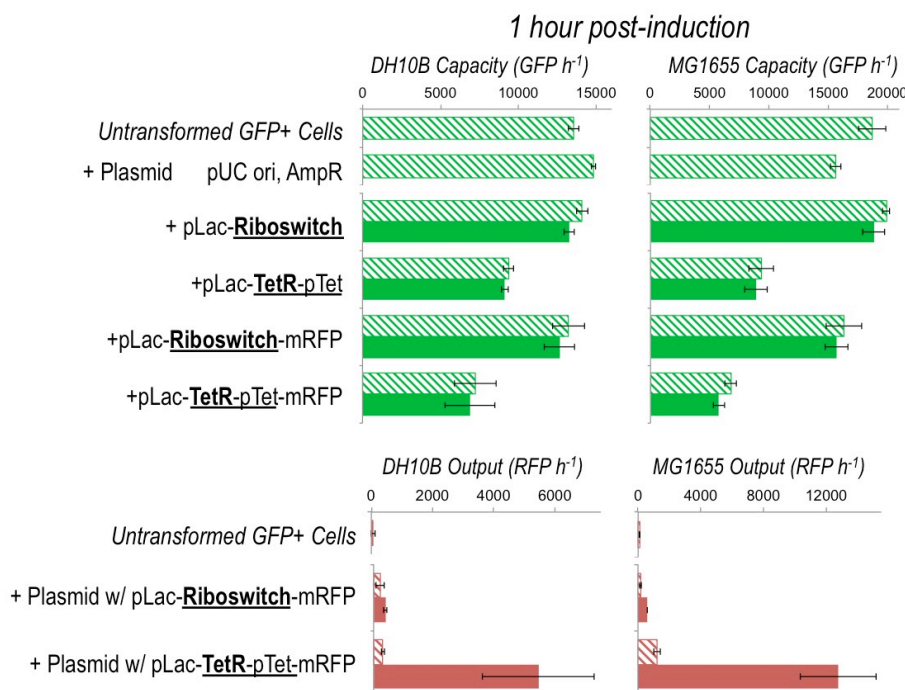 1 hour post-induction
DH10B Capacity (GFP h-1) MG1655 Capacity (GFP h-1)
0 5000 10000 15000 0 5000 10000 15000 20000
Untransformed GFP+ Cells
+ Plasmid pUC ori, AmpR
+ pLac-Riboswitch
+pLac-TetR-pTet
+pLac-Riboswitch-mRFP
+pLac-TetR-pTet-mRFP
DH10B Output (RFP h-1) MG1655 Output (RFP h-1)
0 2000 4000 6000 0 4000 8000 12000
Untransformed GFP+ Cells
+ Plasmid w/ pLac-Riboswitch-mRFP
+ Plasmid w/ pLac-TetR-pTet-mRFP